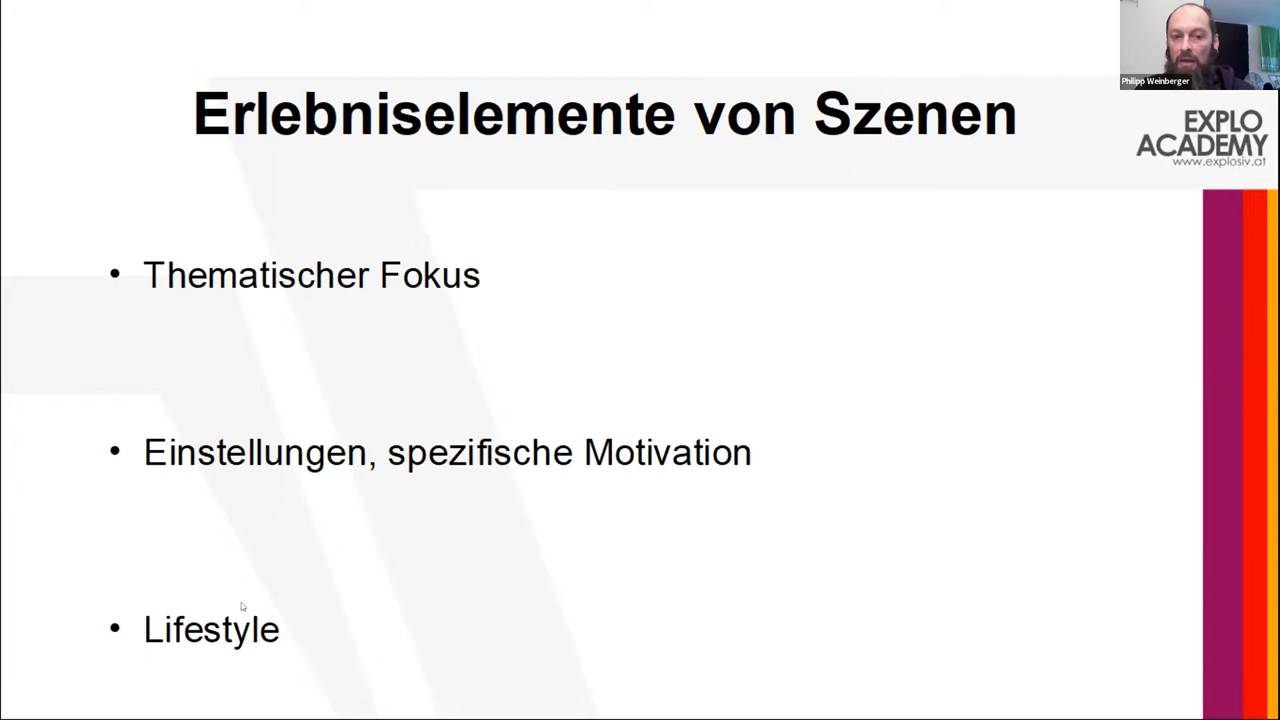 Erlebniselemente von Szenen
Philipp Weinberger
EXPLO
ACADEMY
www.explosiv.at
• Thematischer Fokus
• Einstellungen, spezifische Motivation
• Lifestyle